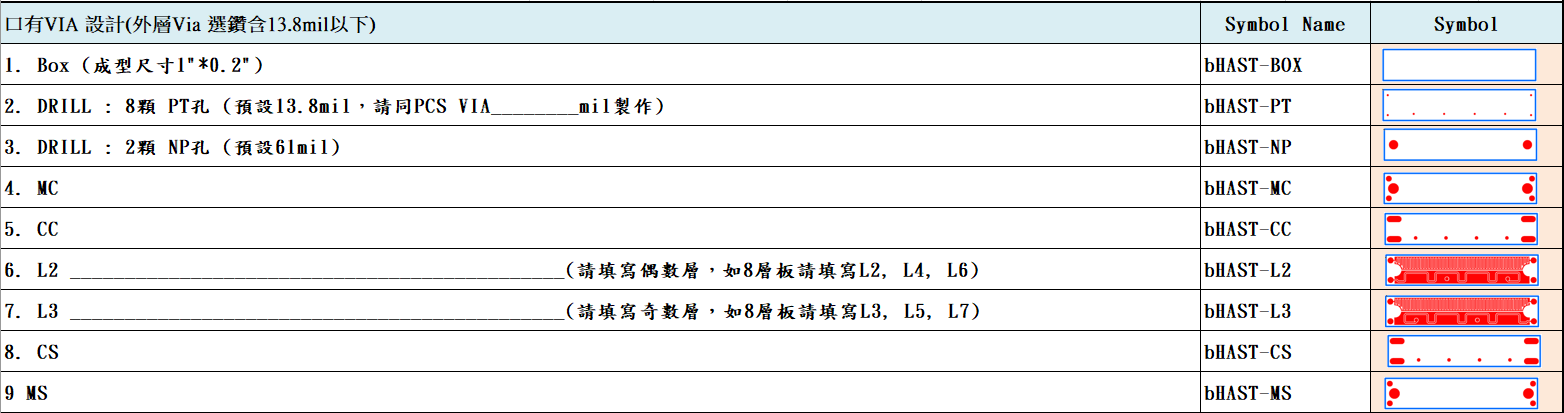 口有VIA 設計(外層Via 選鑽含13.8mil以下) Symbol Name Symbol
1. Box (成型尺寸1"*0.2") bHAST-BOX
2. DRILL : 8顆 PT孔 (預設13.8mil，請同PCS VIA________mil製作) bHAST-PT
3. DRILL : 2顆 NP孔 (預設61mil) bHAST-NP
4. MC bHAST-MC
5. CC bHAST-CC
6. L2 _____________________________________________(請填寫偶數層，如8層板請填寫L2, L4, L6) bHAST-L2
7. L3 _____________________________________________(請填寫奇數層，如8層板請填寫L3, L5, L7) bHAST-L3
8. CS bHAST-CS
9 MS bHAST-MS